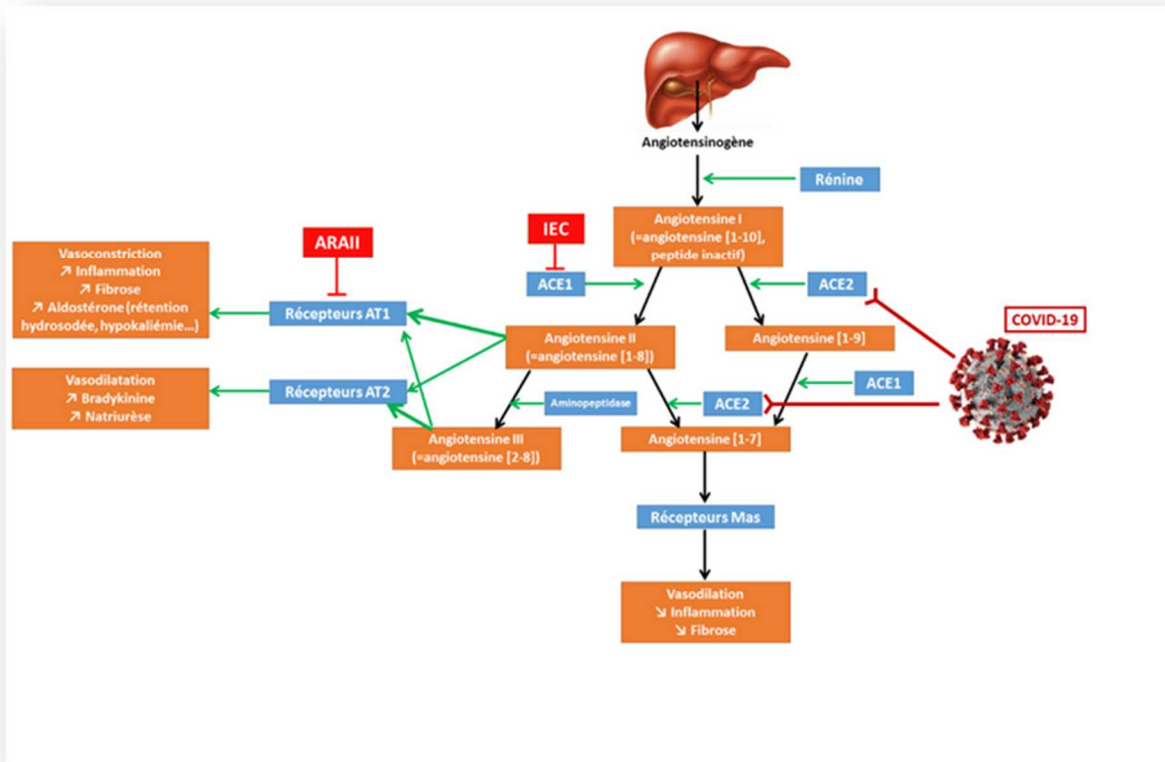 Angiotensinogène
Rénine
Angiotensine I
(=angiotensine [1-10],
peptide inactif)
IEC
ARAII
ACE1
ACE2
Vasoconstriction
↗ Inflammation
↗ Fibrose
↗ Aldostérone (rétention
hydrosodée, hypokaliémie...)
Récepteurs AT1
COVID-19
Angiotensine II
(=angiotensine [1-8])
Angiotensine [1-9]
Vasodilatation
↗ Bradykinine
↗ Natriurèse
Récepteurs AT2
Aminopeptidase
ACE2
ACE1
Angiotensine III
(=angiotensine [2-8])
Angiotensine [1-7]
Récepteurs Mas
Vasodilation
↘ Inflammation
↘ Fibrose